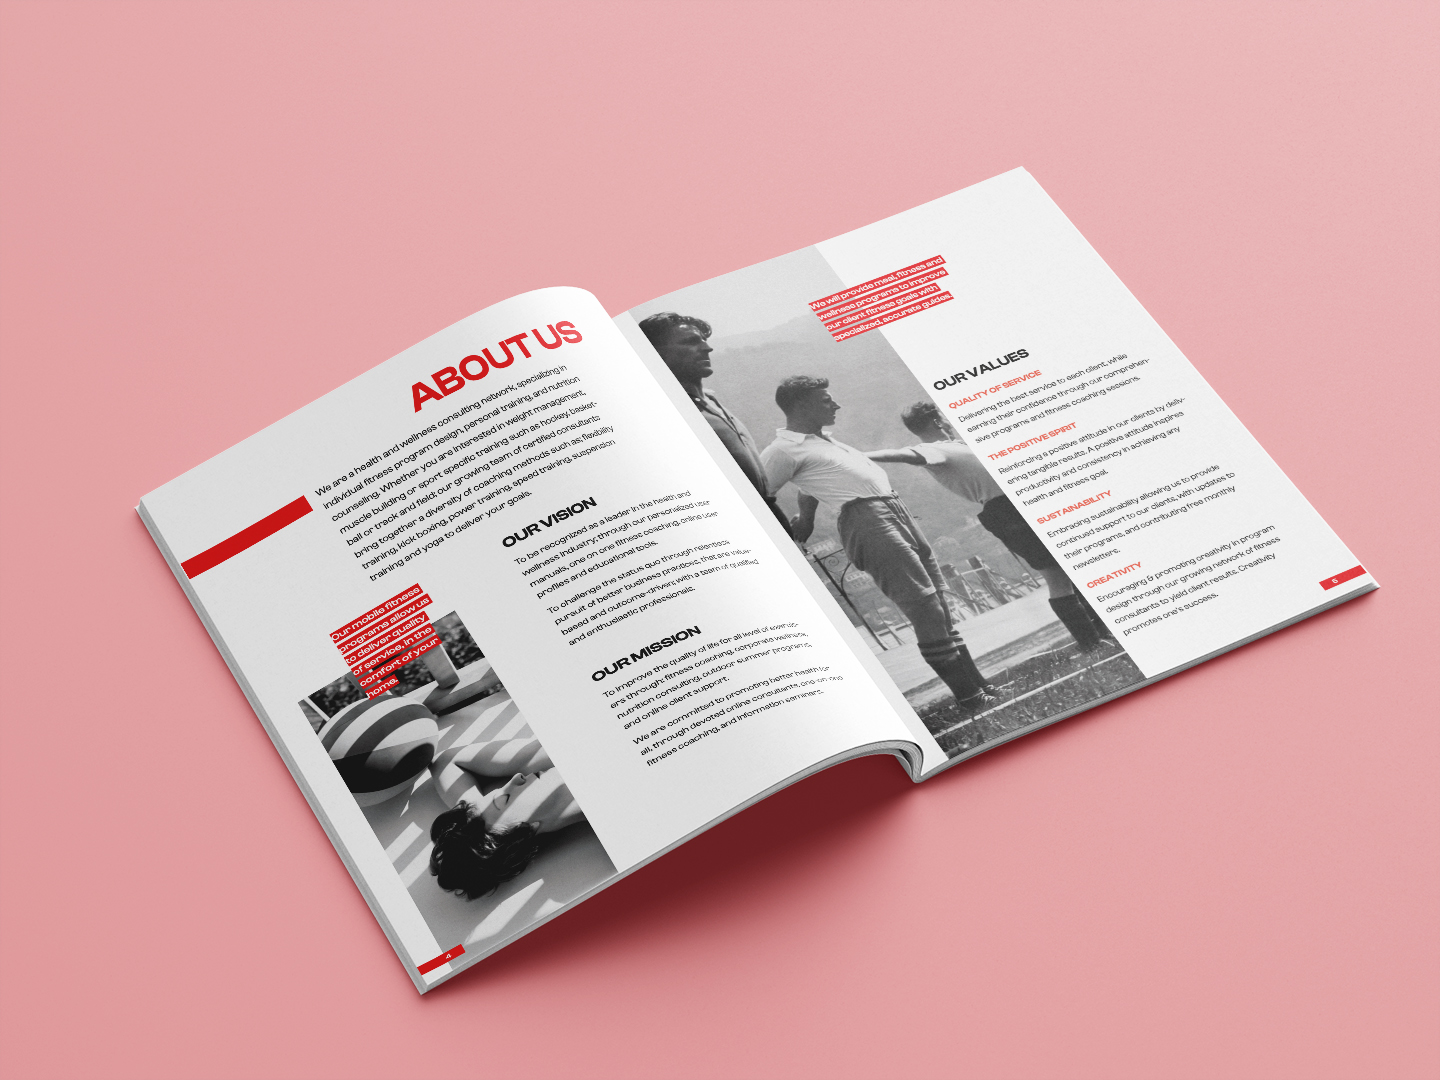 ABOUT US
We are a health and wellness consulting network, specializing in
individual fitness program design, personal training, and nutrition
counseling. Whether you are interested in weight management,
muscle building or sport specific training such as hockey, basket-
ball or track and field; our growing team of certified consultants
bring together a diversity of coaching methods such as; flexibility
training, kick boxing, power training, speed training, suspension
training and yoga to deliver your goals.
Our mobile fitness
programs allow us
to deliver quality
of service, in the
comfort of your
home.
OUR VISION
To be recognized as a leader in the health and
wellness industry; through our personalized user
manuals, one on one fitness coaching, online user
profiles and educational tools.
To challenge the status quo through relentless
pursuit of better business practices, that are value-
based and outcome-driven; with a team of qualified
and enthusiastic professionals.
OUR MISSION
To improve the quality of life for all level of exercis-
ers through: fitness coaching, corporate wellness,
nutrition consulting, outdoor summer programs,
and online client support.
We are committed to promoting better health for
all, through devoted online consultants, one-on-one
fitness coaching, and information seminars.
4
We will provide meal, fitness and
wellness programs to improve
our client fitness goals with
specialized, accurate guides.
OUR VALUES
QUALITY OF SERVICE
Delivering the best service to each client, while
earning their confidence through our comprehen-
sive programs and fitness coaching sessions.
THE POSITIVE SPIRIT
Reinforcing a positive attitude in our clients by deliv-
ering tangible results. A positive attitude inspires
productivity and consistency in achieving any
health and fitness goal.
SUSTAINABILITY
Embracing sustainability allowing us to provide
continued support to our clients, with updates to
their programs, and contributing free monthly
newsletters.
CREATIVITY
Encouraging & promoting creativity in program
design through our growing network of fitness
consultants to yield client results. Creativity
promotes one's success.
5